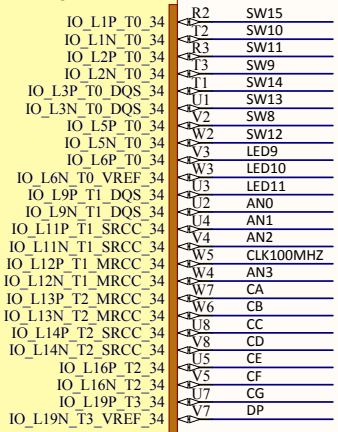 IO_L1P_T0_34 R2 SW15
IO_L1N_T0_34 T2 SW10
IO_L2P_T0_34 R3 SW11
IO_L2N_T0_34 T3 SW9
IO_L3P_T0_DQS_34 T1 SW14
IO_L3N_T0_DQS_34 U1 SW13
IO_L5P_T0_34 V2 SW8
IO_L5N_T0_34 W2 SW12
IO_L6P_T0_34 V3 LED9
IO_L6N_T0_VREF_34 W3 LED10
IO_L9P_T1_DQS_34 U3 LED11
IO_L9N_T1_DQS_34 U2 AN0
IO_L11P_T1_SRCC_34 U4 AN1
IO_L11N_T1_SRCC_34 V4 AN2
IO_L12P_T1_MRCC_34 W5 CLK100MHZ
IO_L12N_T1_MRCC_34 W4 AN3
IO_L13P_T2_MRCC_34 W7 CA
IO_L13N_T2_MRCC_34 W6 CB
IO_L14P_T2_SRCC_34 U8 CC
IO_L14N_T2_SRCC_34 V8 CD
IO_L16P_T2_34 U5 CE
IO_L16N_T2_34 V5 CF
IO_L19P_T3_34 U7 CG
IO_L19N_T3_VREF_34 V7 DP